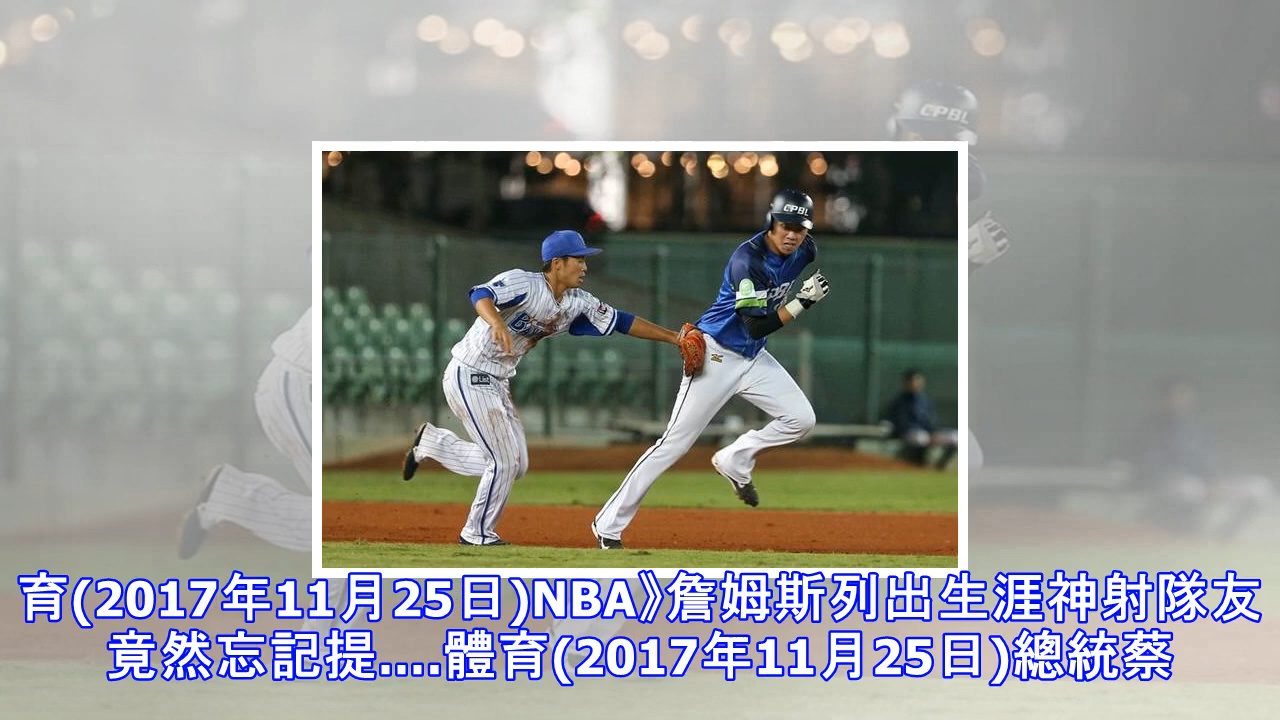 CPBL
育(2017年11月25日)NBA》詹姆斯列出生涯神射隊友
竟然忘記提....體育(2017年11月25日)總統蔡